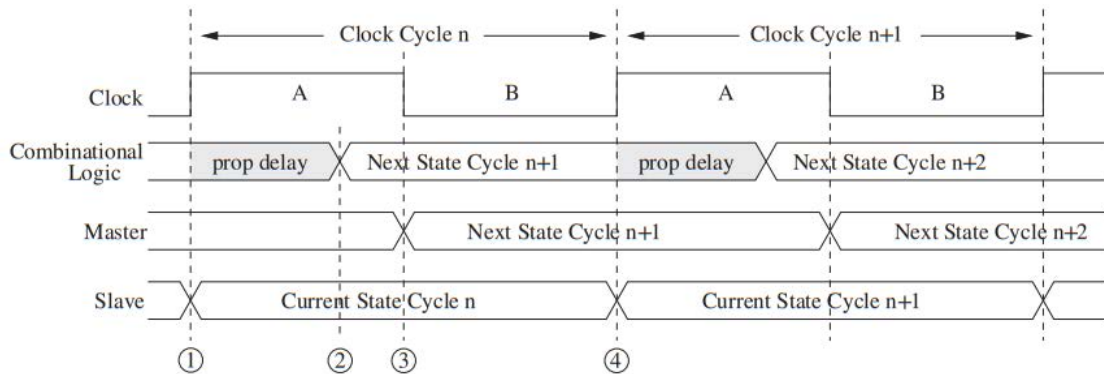 Clock Cycle n
Clock Cycle n+1
Clock
A
B
A
B
Combinational
Logic
prop delay
Next State Cycle n+1
prop delay
Next State Cycle n+2
Master
Next State Cycle n+1
Next State Cycle n+2
Slave
Current State Cycle n
Current State Cycle n+1
①
②
③
④